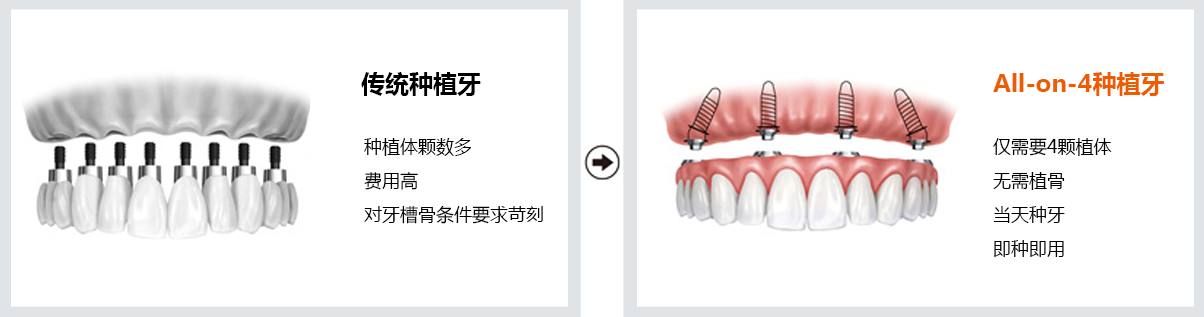 传统种植牙
种植体颗数多
费用高
对牙槽骨条件要求苛刻
All-on-4种植牙
仅需要4颗植体
无需植骨
当天种牙
即种即用